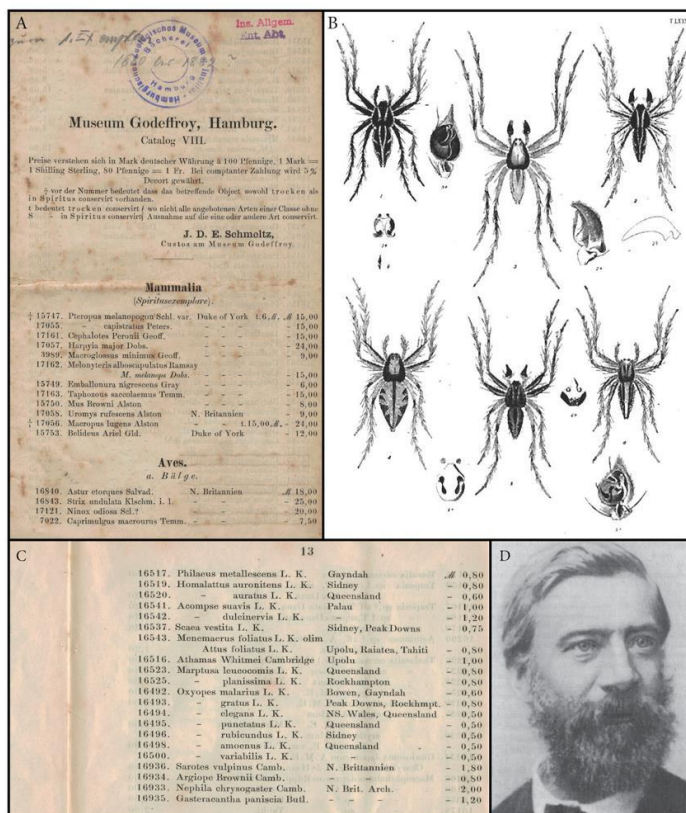 A
zum 1. Ex
Ins. Allgem.
Ent. Abt.
Museum Godeffroy, Hamburg.
Catalog VIII.
Preise verstehen sich in Mark deutscher Währung à 100 Pfennige, 1 Mark =
1 Shilling Sterling, 80 Pfennige = 1 Fr. Bei comptanter Zahlung wird 5%
Decort gewährt.
vor der Nummer bedeutet dass das betreffende Object, sowohl trocken als
in Spiritus conservirt vorhanden.
t bedeutet trocken conservirt wo nicht alle angebotenen Arten einer Classe ohne
S - in Spiritus conservirt Ausnahme auf die eine oder andere Art conservirt.
J. D. E. Schmeltz,
Custos am Museum Godeffroy.
Mammalia
(Spiritusexemplare).
15747. Pteropus melanopogon Schl. var. Duke of York t.6 M. M 15,00
17055. - capistratus Peters. - - - - 15,00
17161. Cephalotes Peronii Geoff. - - - - 15,00
17057. Harpyia major Dobs. - - - - 24,00
3989. Macroglossus minimus Geoff. - - - - 9,00
17162. Melonyteris alboscapulatus Ramsay
M. melanops Dobs. - - - - 15,00
15749. Emballonura nigrescens Gray - - - - 6,00
17163. Taphozous saccolaemus Temm. - - - - 15,00
15750. Mus Browni Alston - - - - 8,00
17058. Uromys rufescens Alston N. Britannien - 9,00
17056. Macropus lugens Alston - - t.15,00 M. - 24,00
15753. Belideus Ariel Gld. Duke of York - 12,00
Aves.
a. Bälge.
16840. Astur etorques Salvad. N. Britannien M 18,00
16843. Strix undulata Klschm. i. l. - - - 25,00
17121. Ninox odiosa Scl.? - - - 20,00
7022. Caprimulgus macrourus Temm. - - - 7,50
B
C
13
16517. Philaeus metallescens L. K. Gayndah M 0,80
16519. Homalattus auronitens L. K. Sidney - 0,80
16520. - auratus L. K. Queensland - 0,60
16541. Acompse suavis L. K. Palau - 1,00
16542. - dulcinervis L. K. - - 1,20
16537. Scaea vestita L. K. Sidney, Peak Downs - 0,75
16543. Menemacrus foliatus L. K. olim
Attus foliatus L. K. Upolu, Raiatea, Tahiti - 0,80
16516. Athamas Whitmei Cambridge Upolu - 1,00
16523. Marptusa leucocomis L. K. Queensland - 0,80
16525. - planissima L. K. Rockhampton - 0,80
16492. Oxyopes malarius L. K. Bowen, Gayndah - 0,60
16493. - gratus L. K. Peak Downs, Rockhmpt. - 0,80
16494. - elegans L. K. NS. Wales, Queensland - 0,50
16495. - punctatus L. K. Queensland - 0,50
16496. - rubicundus L. K. Sidney - 0,50
16498. - amoenus L. K. Queensland - 0,50
16500. - variabilis L. K. - - 0,50
16936. Sarotes vulpinus Camb. N. Brittannien - 1,80
16934. Argiope Brownii Camb. - - - 0,80
16933. Nephila chrysogaster Camb. N. Brit. Arch. - 2,00
16935. Gasteracantha paniscia Butl. - - - - 1,20
D